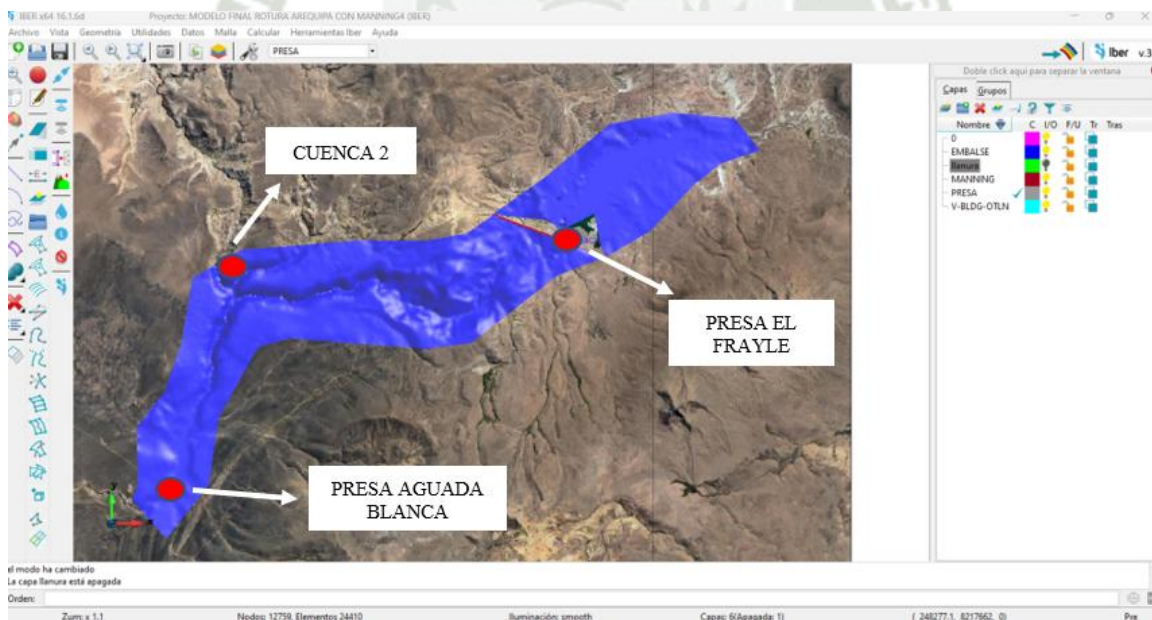 IBER x64 16.1.6d Proyecto: MODELO FINAL ROTURA AREQUIPA CON MANNING4 (IBER)
Archivo Vista Geometría Utilidades Datos Malla Calcular Herramientas Iber Ayuda
PRESA
Iber v.3
Doble click aqui para separar la ventana
Capas Grupos
Nombre C I/O F/U Tr Tras
0
EMBALSE
llanura
MANNING
PRESA
V-BLDG-OTLN
CUENCA 2
PRESA EL
FRAYLE
PRESA AGUADA
BLANCA
el modo ha cambiado
La capa llanura está apagada
Orden:
Zum: x 1.1 Nodos: 12759, Elementos 24410 Iluminación: smooth Capas: 6(Apagada: 1) ( 248277.1, 8217662, 0) Pre